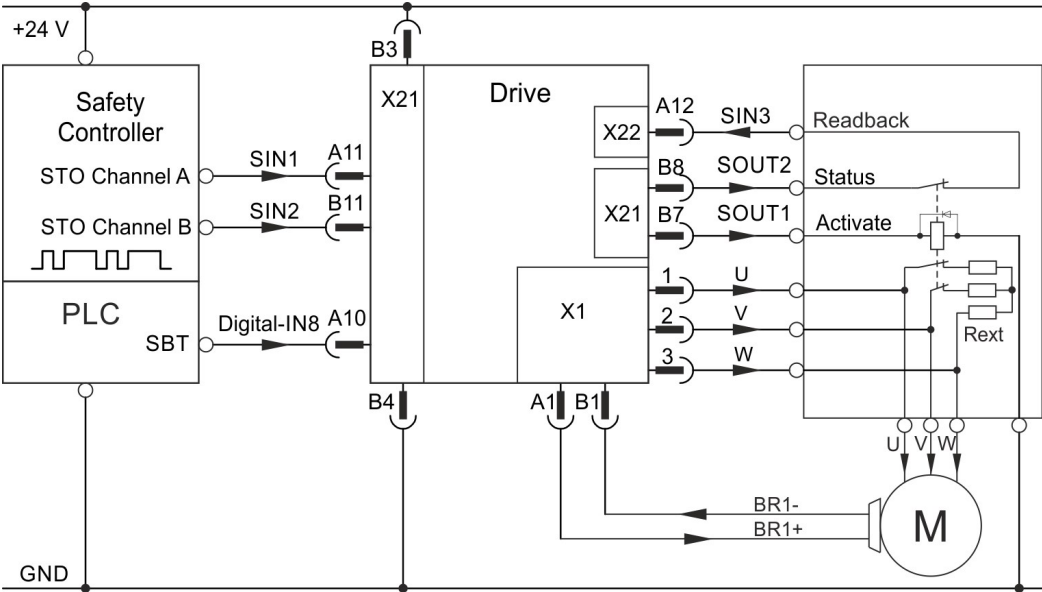 +24 V
B3
Safety
Controller
STO Channel A
STO Channel B
SIN1
A11
SIN2
B11
PLC
SBT
Digital-IN8
A10
X21
Drive
X22
X21
X1
A12
SIN3
B8
SOUT2
B7
SOUT1
1
U
2
V
3
W
Readback
Status
Activate
Rext
B4
A1
B1
U
V
W
BR1-
BR1+
M
GND